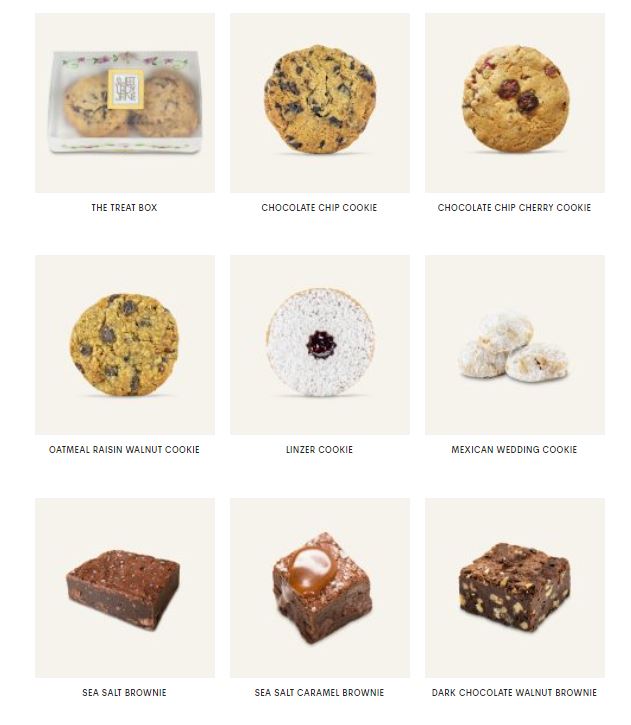 SWEET
LADY
JANE
THE TREAT BOX
CHOCOLATE CHIP COOKIE
CHOCOLATE CHIP CHERRY COOKIE
OATMEAL RAISIN WALNUT COOKIE
LINZER COOKIE
MEXICAN WEDDING COOKIE
SEA SALT BROWNIE
SEA SALT CARAMEL BROWNIE
DARK CHOCOLATE WALNUT BROWNIE